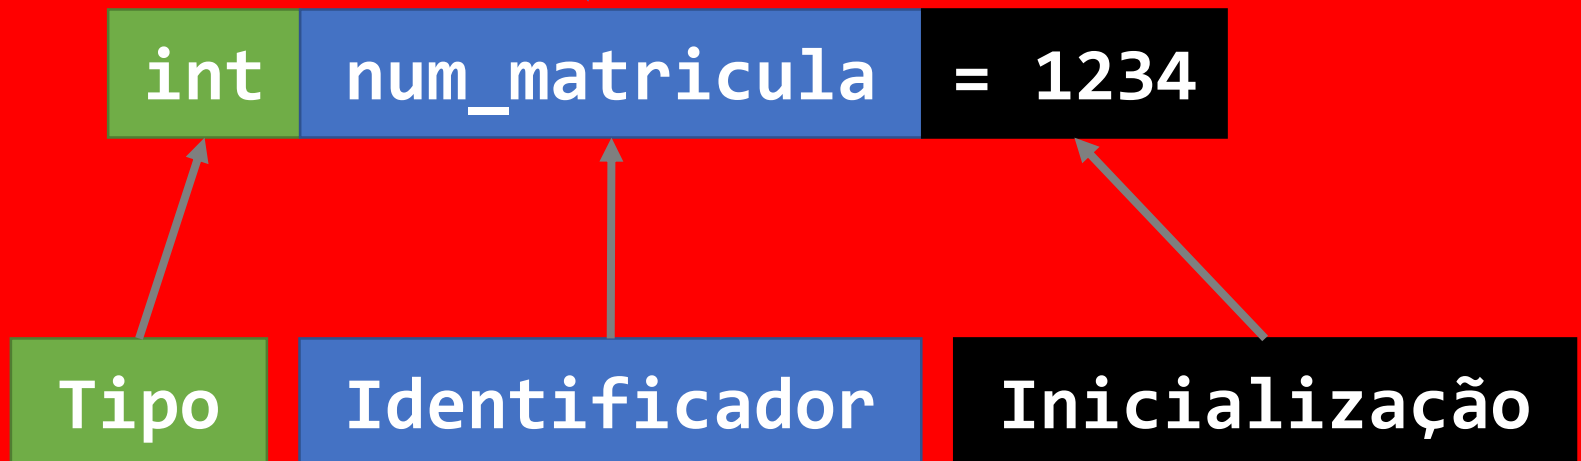 int num_matricula = 1234
Tipo Identificador Inicialização